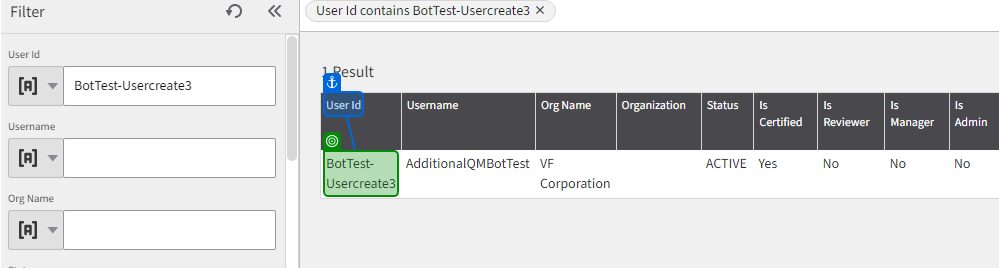 Filter
User Id contains BotTest-Usercreate3 ×
User Id
[A] BotTest-Usercreate3
Username
[A]
Org Name
[A]
1 Result
User Id Username Org Name Organization Status Is Certified Is Reviewer Is Manager Is Admin
BotTest-Usercreate3 AdditionalQMBotTest VF Corporation ACTIVE Yes No No No